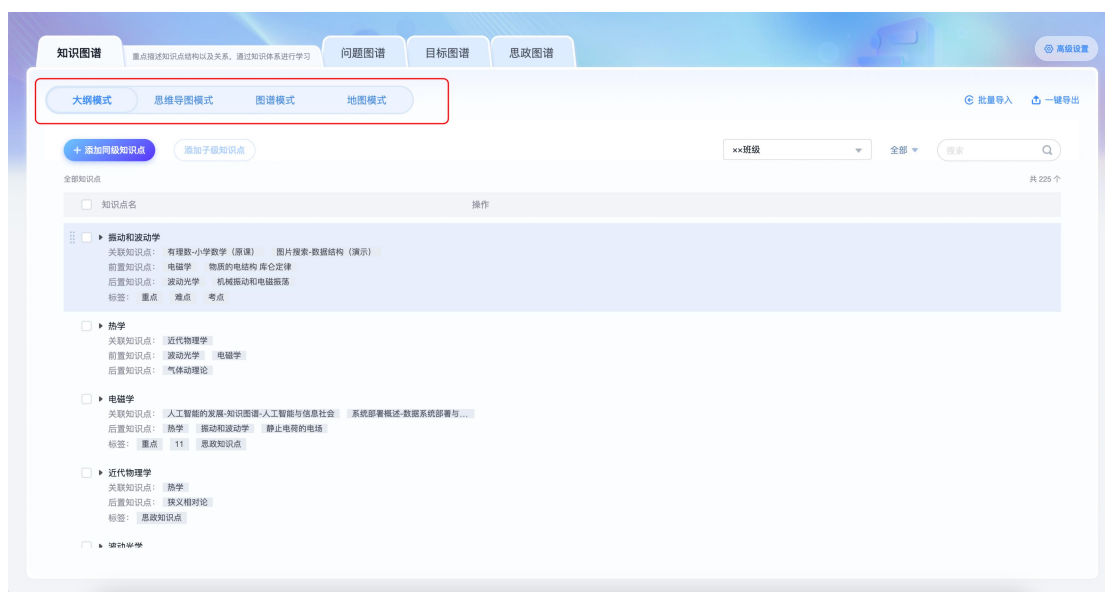 知识图谱 重点描述知识点结构以及关系，通过知识体系进行学习 问题图谱 目标图谱 思政图谱 高级设置
大纲模式 思维导图模式 图谱模式 地图模式 批量导入 一键导出
+ 添加同级知识点 添加子级知识点 ××班级 全部 搜索
全部知识点 共 225 个
知识点名 操作
振动和波动学
关联知识点： 有理数-小学数学（原课） 图片搜索-数据结构（演示）
前置知识点： 电磁学 物质的电结构 库仑定律
后置知识点： 波动光学 机械振动和电磁振荡
标签： 重点 难点 考点
热学
关联知识点： 近代物理学
前置知识点： 波动光学 电磁学
后置知识点： 气体动理论
电磁学
关联知识点： 人工智能的发展-知识图谱-人工智能与信息社会 系统部署概述-数据系统部署与...
后置知识点： 热学 振动和波动学 静止电荷的电场
标签： 重点 11 思政知识点
近代物理学
关联知识点： 热学
后置知识点： 狭义相对论
标签： 思政知识点
波动光学